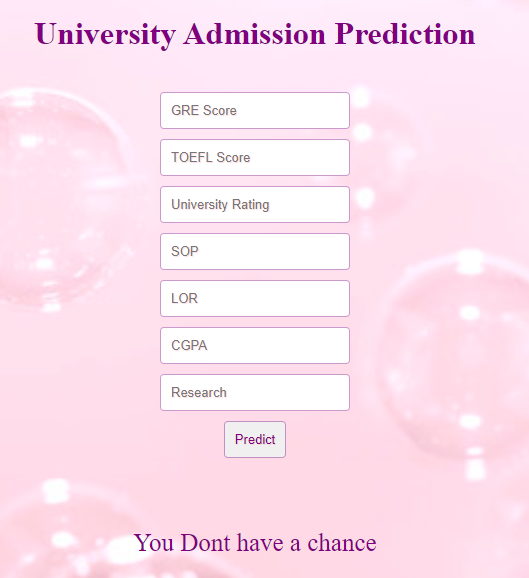 University Admission Prediction
GRE Score
TOEFL Score
University Rating
SOP
LOR
CGPA
Research
Predict
You Dont have a chance